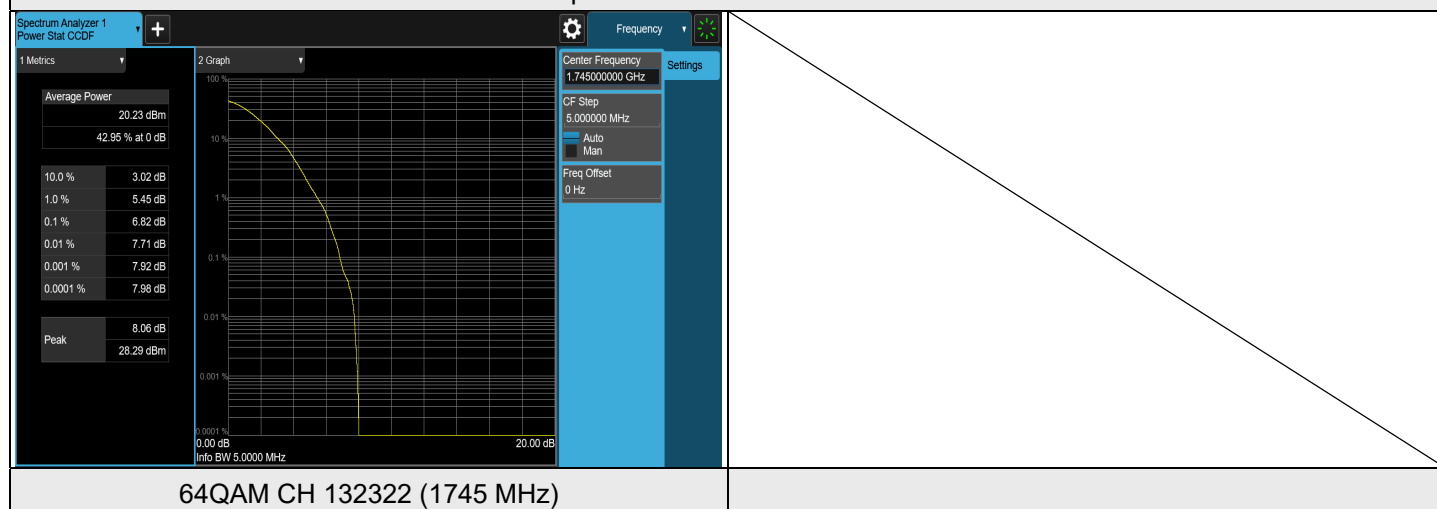 Spectrum Analyzer 1
Power Stat CCDF
+
Frequency
1 Metrics
Average Power
20.23 dBm
42.95 % at 0 dB
10.0 % 3.02 dB
1.0 % 5.45 dB
0.1 % 6.82 dB
0.01 % 7.71 dB
0.001 % 7.92 dB
0.0001 % 7.98 dB
Peak
8.06 dB
28.29 dBm
2 Graph
100 %
10 %
1 %
0.1 %
0.01 %
0.001 %
0.0001 %
0.00 dB 20.00 dB
Info BW 5.0000 MHz
Center Frequency
1.745000000 GHz
CF Step
5.000000 MHz
Auto
Man
Freq Offset
0 Hz
Settings
64QAM CH 132322 (1745 MHz)